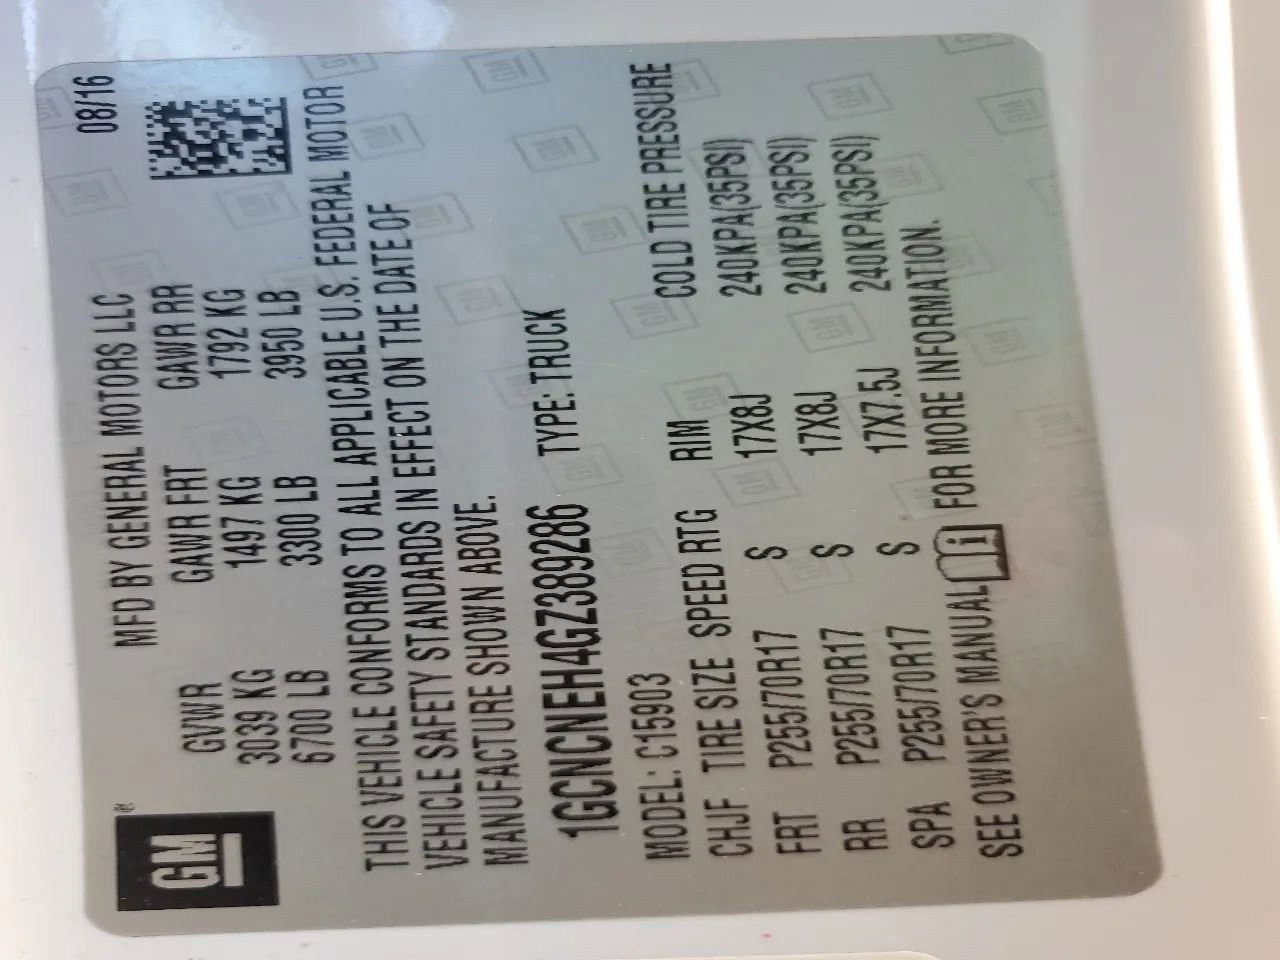 GM® MFD BY GENERAL MOTORS LLC 08/16
GVWR GAWR FRT GAWR RR
3039 KG 1497 KG 1792 KG
6700 LB 3300 LB 3950 LB
THIS VEHICLE CONFORMS TO ALL APPLICABLE U.S. FEDERAL MOTOR
VEHICLE SAFETY STANDARDS IN EFFECT ON THE DATE OF
MANUFACTURE SHOWN ABOVE.
1GCNCNEH4GZ389286 TYPE: TRUCK
MODEL: C15903
CHJF TIRE SIZE SPEED RTG RIM COLD TIRE PRESSURE
FRT P255/70R17 S 17X8J 240KPA(35PSI)
RR P255/70R17 S 17X8J 240KPA(35PSI)
SPA P255/70R17 S 17X7.5J 240KPA(35PSI)
SEE OWNER'S MANUAL i FOR MORE INFORMATION.